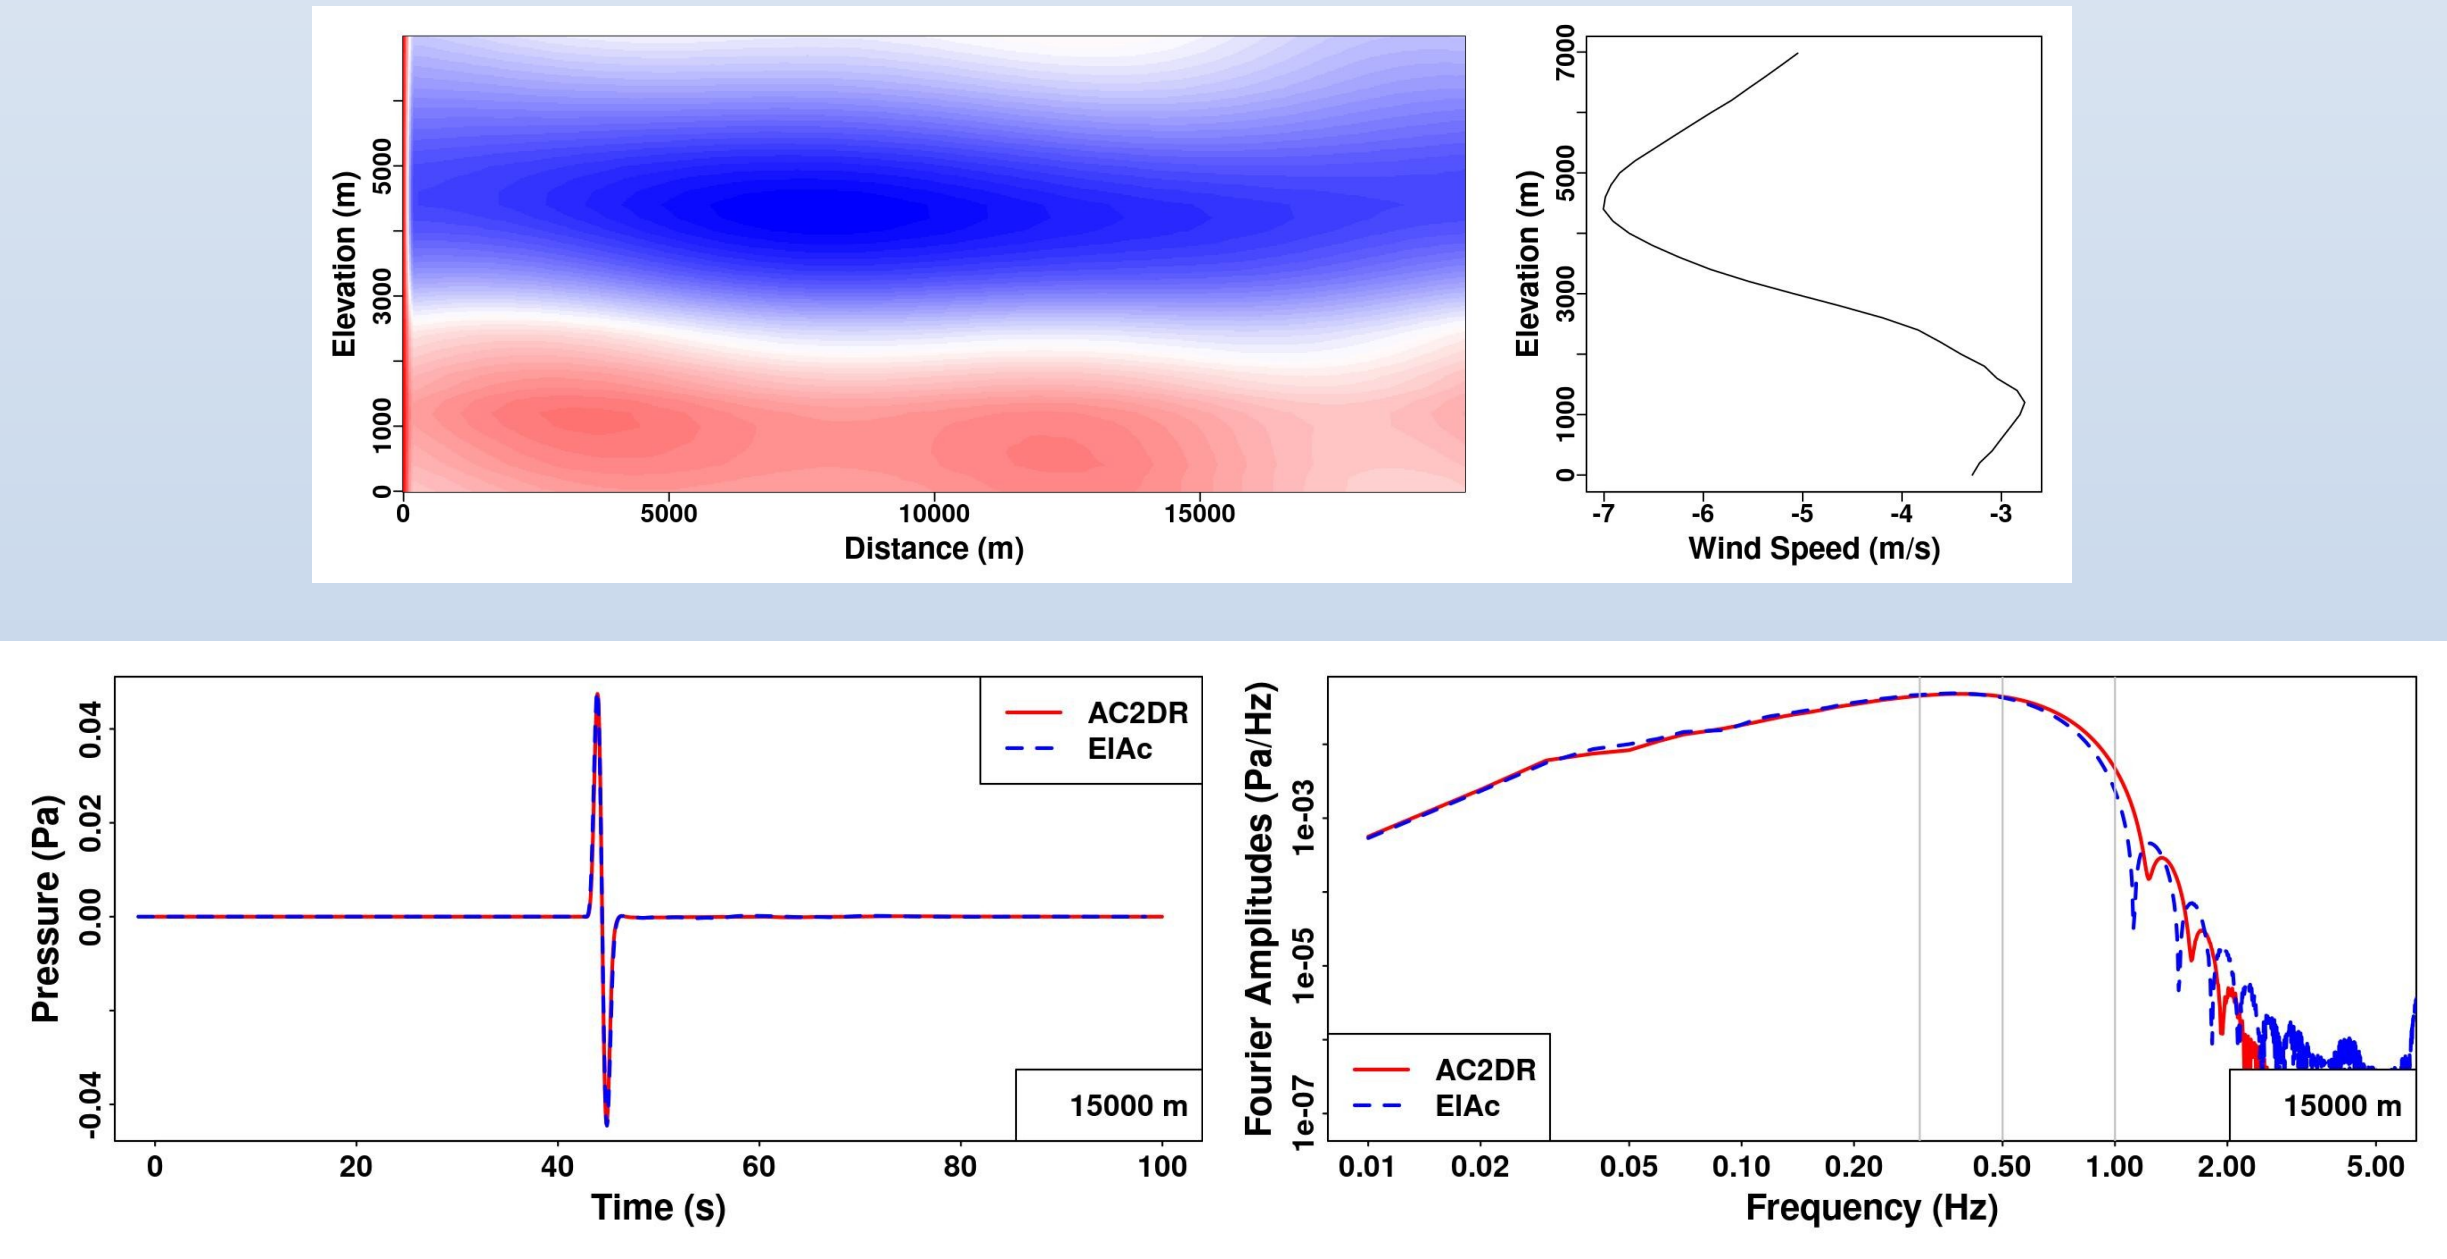 Elevation (m)
5000
3000
1000
0
0
5000
10000
15000
Distance (m)
Elevation (m)
7000
5000
3000
1000
0
-7
-6
-5
-4
-3
Wind Speed (m/s)
Pressure (Pa)
0.04
0.02
0.00
-0.04
AC2DR
ElAc
15000 m
0
20
40
60
80
100
Time (s)
Fourier Amplitudes (Pa/Hz)
1e-03
1e-05
1e-07
AC2DR
ElAc
15000 m
0.01
0.02
0.05
0.10
0.20
0.50
1.00
2.00
5.00
Frequency (Hz)